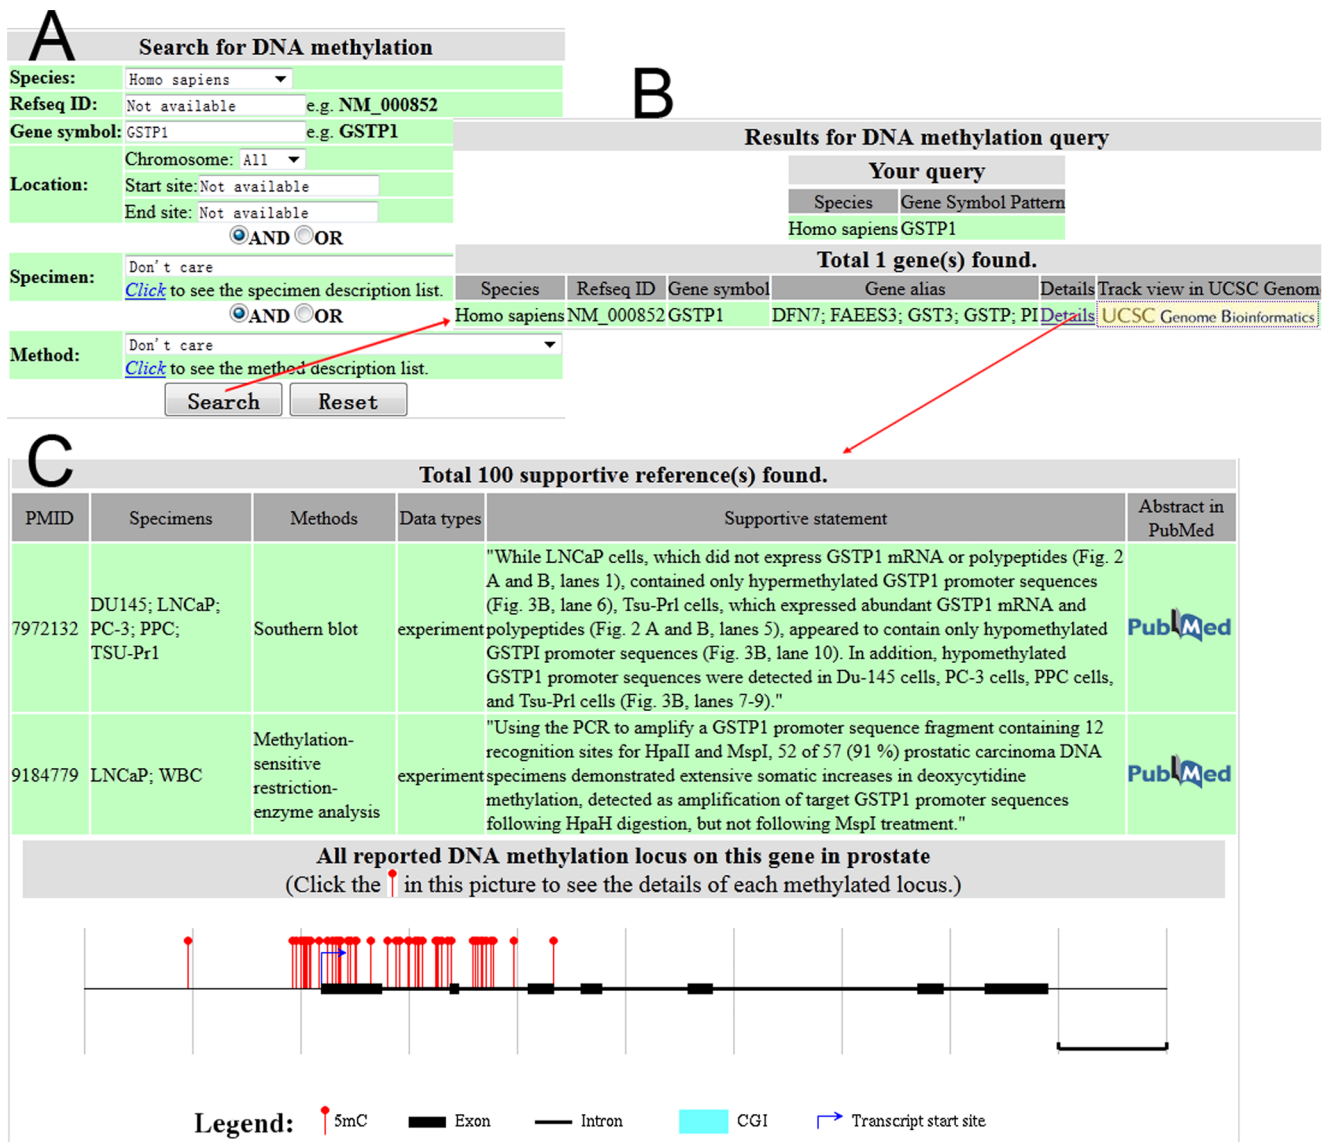 A
Search for DNA methylation
Species: Homo sapiens
Refseq ID: Not available e.g. NM_000852
Gene symbol: GSTP1 e.g. GSTP1
Location:
Chromosome: All
Start site: Not available
End site: Not available
AND OR
Specimen:
Don't care
Click to see the specimen description list.
AND OR
Method:
Don't care
Click to see the method description list.
Search Reset
B
Results for DNA methylation query
Your query
Species Gene Symbol Pattern
Homo sapiens GSTP1
Total 1 gene(s) found.
Species Refseq ID Gene symbol Gene alias Details Track view in UCSC Genom
Homo sapiens NM_000852 GSTP1 DFN7; FAEES3; GST3; GSTP; PI Details UCSC Genome Bioinformatics
C
Total 100 supportive reference(s) found.
PMID Specimens Methods Data types Supportive statement Abstract in PubMed
7972132
DU145; LNCaP;
PC-3; PPC;
TSU-Pr1
Southern blot
experiment
"While LNCaP cells, which did not express GSTP1 mRNA or polypeptides (Fig. 2
A and B, lanes 1), contained only hypermethylated GSTP1 promoter sequences
(Fig. 3B, lane 6), Tsu-Prl cells, which expressed abundant GSTP1 mRNA and
polypeptides (Fig. 2 A and B, lanes 5), appeared to contain only hypomethylated
GSTPI promoter sequences (Fig. 3B, lane 10). In addition, hypomethylated
GSTP1 promoter sequences were detected in Du-145 cells, PC-3 cells, PPC cells,
and Tsu-Prl cells (Fig. 3B, lanes 7-9)."
PubMed
9184779
LNCaP; WBC
Methylation-
sensitive
restriction-
enzyme analysis
experiment
"Using the PCR to amplify a GSTP1 promoter sequence fragment containing 12
recognition sites for HpaII and MspI, 52 of 57 (91 %) prostatic carcinoma DNA
specimens demonstrated extensive somatic increases in deoxycytidine
methylation, detected as amplification of target GSTP1 promoter sequences
following HpaH digestion, but not following MspI treatment."
PubMed
All reported DNA methylation locus on this gene in prostate
(Click the in this picture to see the details of each methylated locus.)
Legend: 5mC Exon Intron CGI Transcript start site